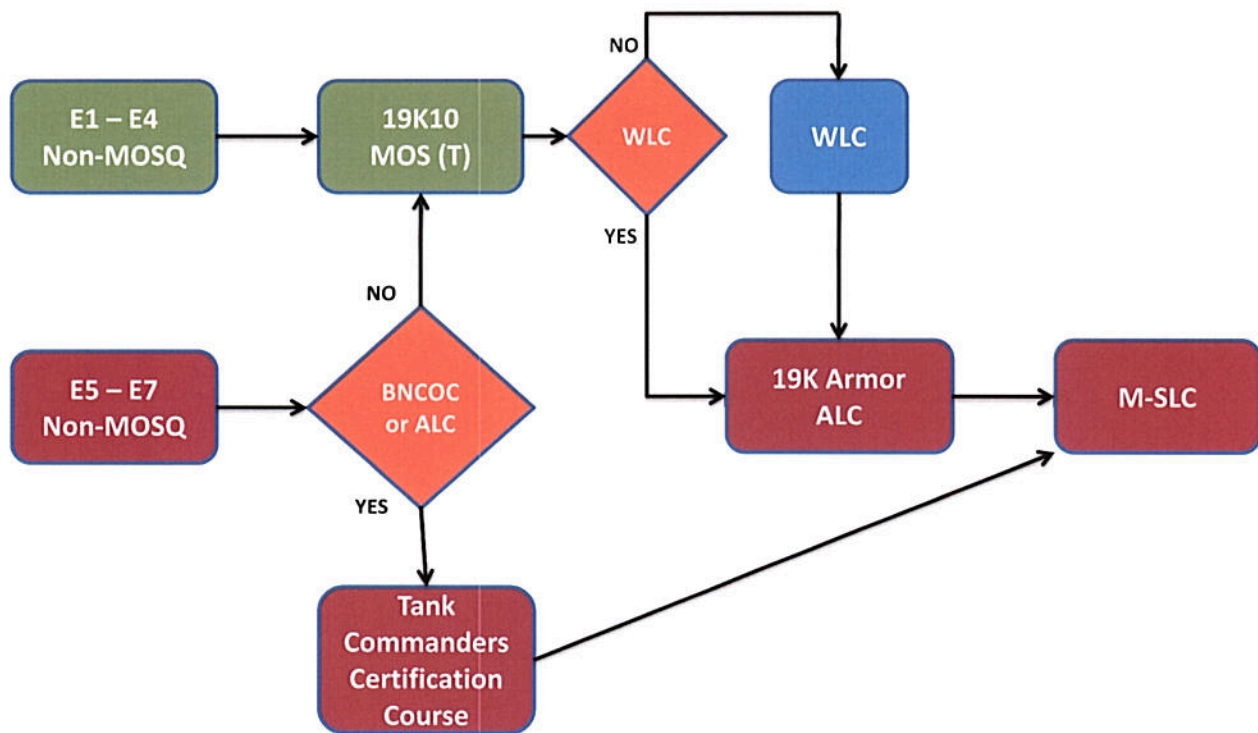 NO
E1 – E4
Non-MOSQ
19K10
MOS (T)
WLC
WLC
YES
NO
E5 – E7
Non-MOSQ
BNCOC
or ALC
19K Armor
ALC
M-SLC
YES
Tank
Commanders
Certification
Course